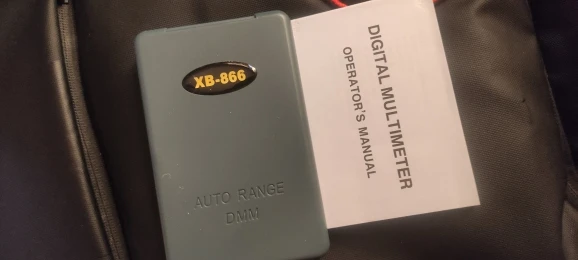 XB-866
AUTO RANGE
DMM
DIGITAL MULTIMETER
OPERATOR'S MANUAL